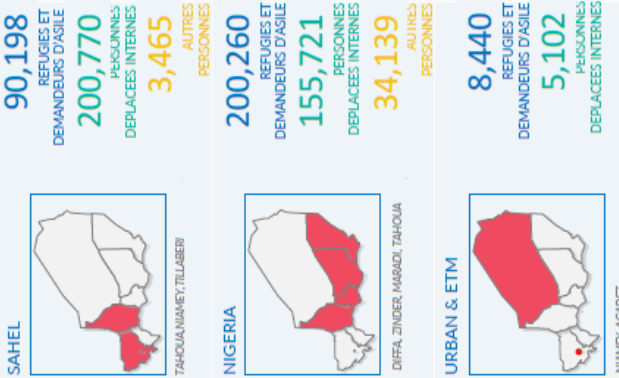 SAHEL
90,198
REFUGIES ET
DEMANDEURS D'ASILE
200,770
PERSONNES
DEPLACEES INTERNES
3,465
AUTRES
PERSONNES
TAHOUA,NIAMEY,TILLABERI
NIGERIA
200,260
REFUGIES ET
DEMANDEURS D'ASILE
155,721
PERSONNES
DEPLACEES INTERNES
34,139
AUTRES
PERSONNES
DIFFA, ZINDER, MARADI, TAHOUA
URBAN & ETM
8,440
REFUGIES ET
DEMANDEURS D'ASILE
5,102
PERSONNES
DEPLACEES INTERNES